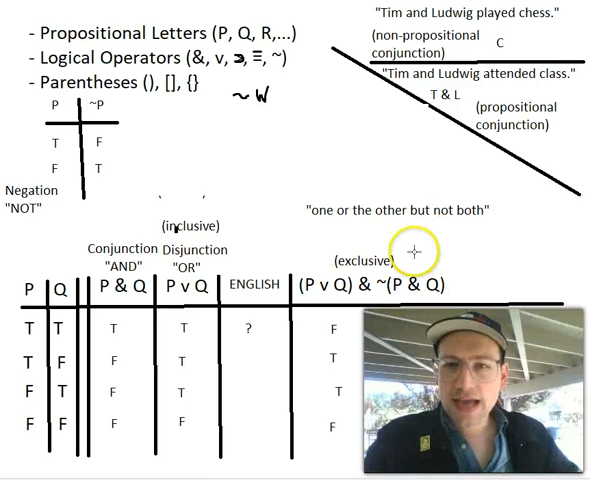 - Propositional Letters (P, Q, R,...)
- Logical Operators (&, v, ⊃, ≡, ~)
- Parentheses (), [], {}
~ W
"Tim and Ludwig played chess."
(non-propositional
conjunction)
C
"Tim and Ludwig attended class."
T & L
(propositional
conjunction)
P ~P
T F
F T
Negation
"NOT"
(inclusive)
"one or the other but not both"
Conjunction Disjunction
"AND" "OR"
(exclusive)
P Q P & Q P v Q ENGLISH (P v Q) & ~(P & Q)
T T T T ? F
T F F T T
F T F T T
F F F F F